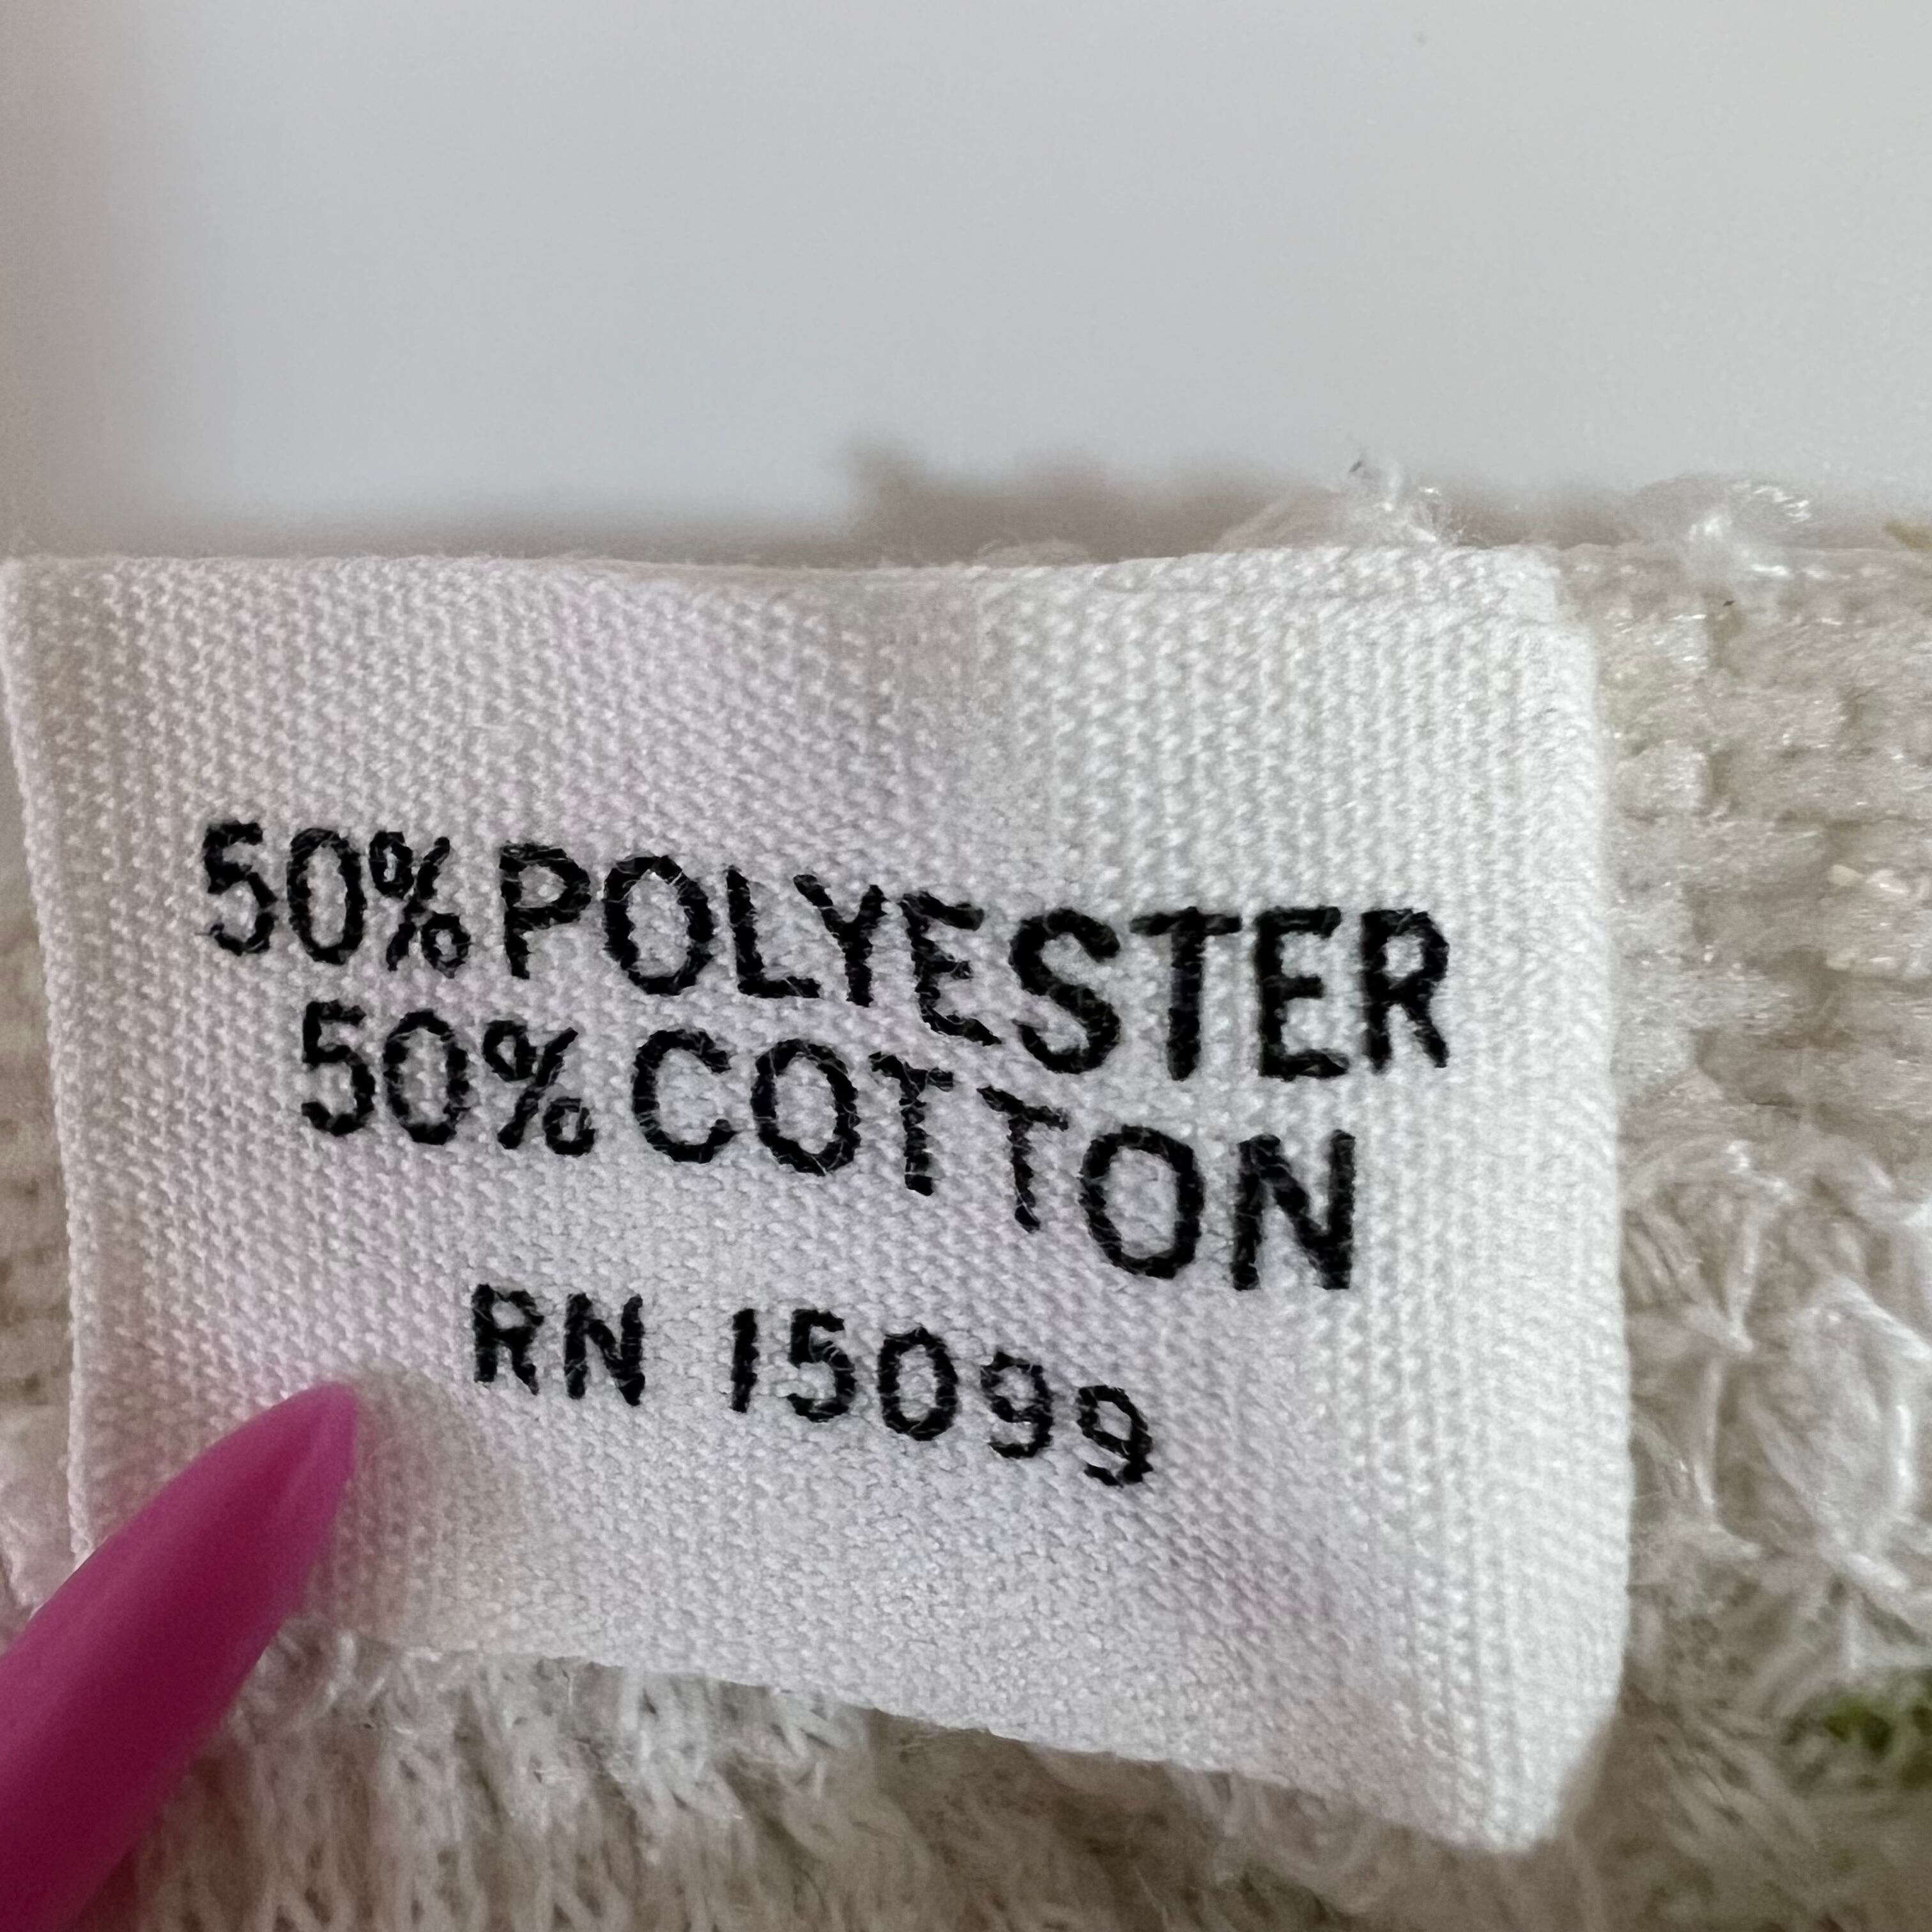 50% POLYESTER
50% COTTON
RN 15099